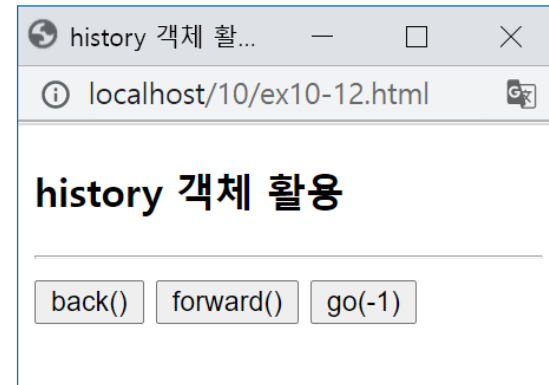 history 객체 활...
localhost/10/ex10-12.html
history 객체 활용
back() forward() go(-1)